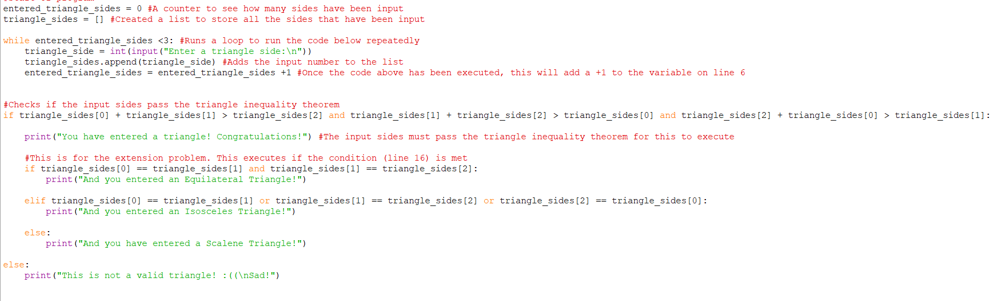 entered_triangle_sides = 0 #A counter to see how many sides have been input
triangle_sides = [] #Created a list to store all the sides that have been input
while entered_triangle_sides <3: #Runs a loop to run the code below repeatedly
    triangle_side = int(input("Enter a triangle side:\n"))
    triangle_sides.append(triangle_side) #Adds the input number to the list
    entered_triangle_sides = entered_triangle_sides +1 #Once the code above has been executed, this will add a +1 to the variable on line 6
#Checks if the input sides pass the triangle inequality theorem
if triangle_sides[0] + triangle_sides[1] > triangle_sides[2] and triangle_sides[1] + triangle_sides[2] > triangle_sides[0] and triangle_sides[2] + triangle_sides[0] > triangle_sides[1]:
    print("You have entered a triangle! Congratulations!") #The input sides must pass the triangle inequality theorem for this to execute
    #This is for the extension problem. This executes if the condition (line 16) is met
    if triangle_sides[0] == triangle_sides[1] and triangle_sides[1] == triangle_sides[2]:
        print("And you entered an Equilateral Triangle!")
    elif triangle_sides[0] == triangle_sides[1] or triangle_sides[1] == triangle_sides[2] or triangle_sides[2] == triangle_sides[0]:
        print("And you entered an Isosceles Triangle!")
    else:
        print("And you have entered a Scalene Triangle!")
else:
    print("This is not a valid triangle! :((\nSad!")